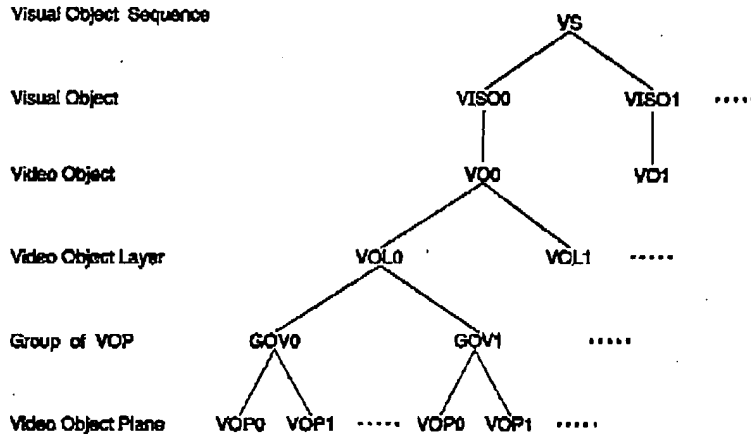 Visual Object Sequence VS
Visual Object VISO0 VISO1 .....
Video Object VO0 VO1
Video Object Layer VOL0 VOL1 .....
Group of VOP GOV0 GOV1 .....
Video Object Plane VOP0 VOP1 ..... VOP0 VOP1 .....